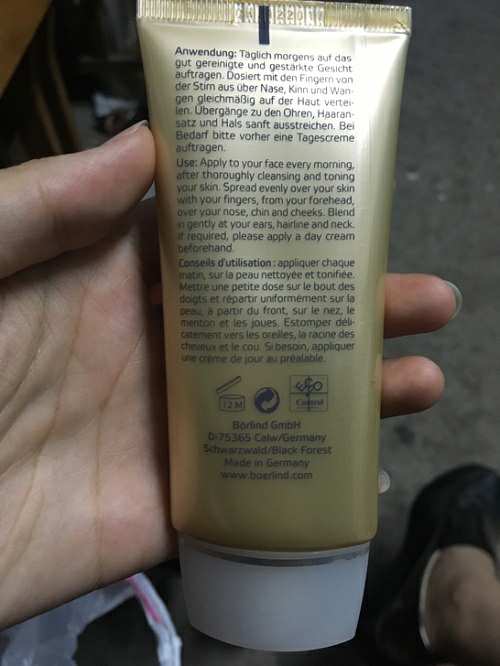 Anwendung: Täglich morgens auf das
gut gereinigte und gestärkte Gesicht
auftragen. Dosiert mit den Fingern von
der Stirn aus über Nase, Kinn und Wan-
gen gleichmäßig auf der Haut vertei-
len. Übergänge zu den Ohren, Haaran-
satz und Hals sanft ausstreichen. Bei
Bedarf bitte vorher eine Tagescreme
auftragen.
Use: Apply to your face every morning,
after thoroughly cleansing and toning
your skin. Spread evenly over your skin
with your fingers, from your forehead,
over your nose, chin and cheeks. Blend
in gently at your ears, hairline and neck.
If required, please apply a day cream
beforehand.
Conseils d'utilisation : appliquer chaque
matin, sur la peau nettoyée et tonifiée.
Mettre une petite dose sur le bout des
doigts et répartir uniformément sur la
peau, à partir du front, sur le nez, le
menton et les joues. Estomper déli-
catement vers les oreilles, la racine des
cheveux et le cou. Si besoin, appliquer
une crème de jour au préalable.
12 M
Control
Börlind GmbH
D-75365 Calw/Germany
Schwarzwald/Black Forest
Made in Germany
www.boerlind.com